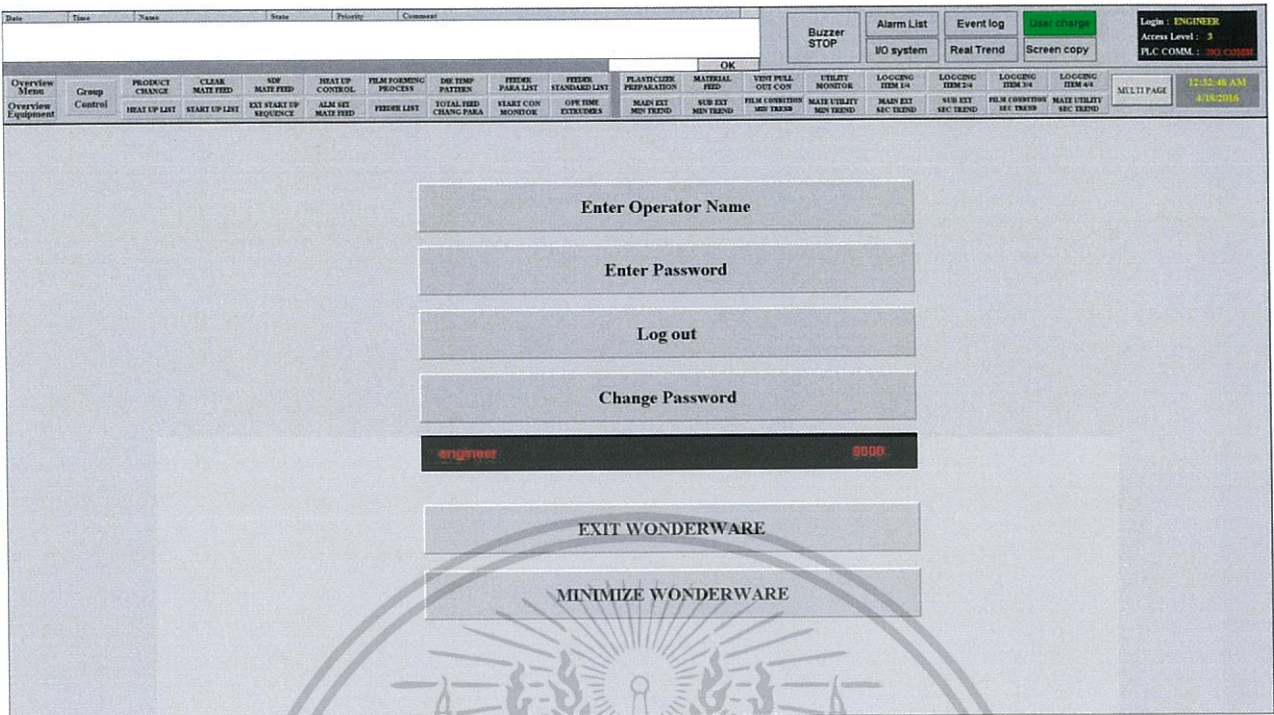 Date Time Name State Priority Comment
OK
Buzzer STOP
Alarm List Event log User charge
I/O system Real Trend Screen copy
Login : ENGINEER
Access Level : 3
PLC COMM. : NO COMM
Overview Menu
Overview Equipment
Group Control
PRODUCT CHANGE
CLEAR MATE FEED
SDF MATE FEED
HEAT UP CONTROL
FILM FORMING PROCESS
DIE TEMP PATTERN
FEEDER PARA LIST
FEEDER STANDARD LIST
PLASTICIZER PREPARATION
MATERIAL FEED
VENT PULL OUT CON
UTILITY MONITOR
LOGGING ITEM 1/4
LOGGING ITEM 2/4
LOGGING ITEM 3/4
LOGGING ITEM 4/4
HEAT UP LIST
START UP LIST
EXT START UP SEQUENCE
ALM SET MATE FEED
FEEDER LIST
TOTAL FEED CHANG PARA
START CON MONITOR
OPE TIME EXTRUDERS
MAIN EXT MIN TREND
SUB EXT MIN TREND
FILM CONDITION MIN TREND
MATE UTILITY MIN TREND
MAIN EXT SEC TREND
SUB EXT SEC TREND
FILM CONDITION SEC TREND
MATE UTILITY SEC TREND
MULTI PAGE
12:52:48 AM
4/18/2016
Enter Operator Name
Enter Password
Log out
Change Password
engineer 9000
EXIT WONDERWARE
MINIMIZE WONDERWARE